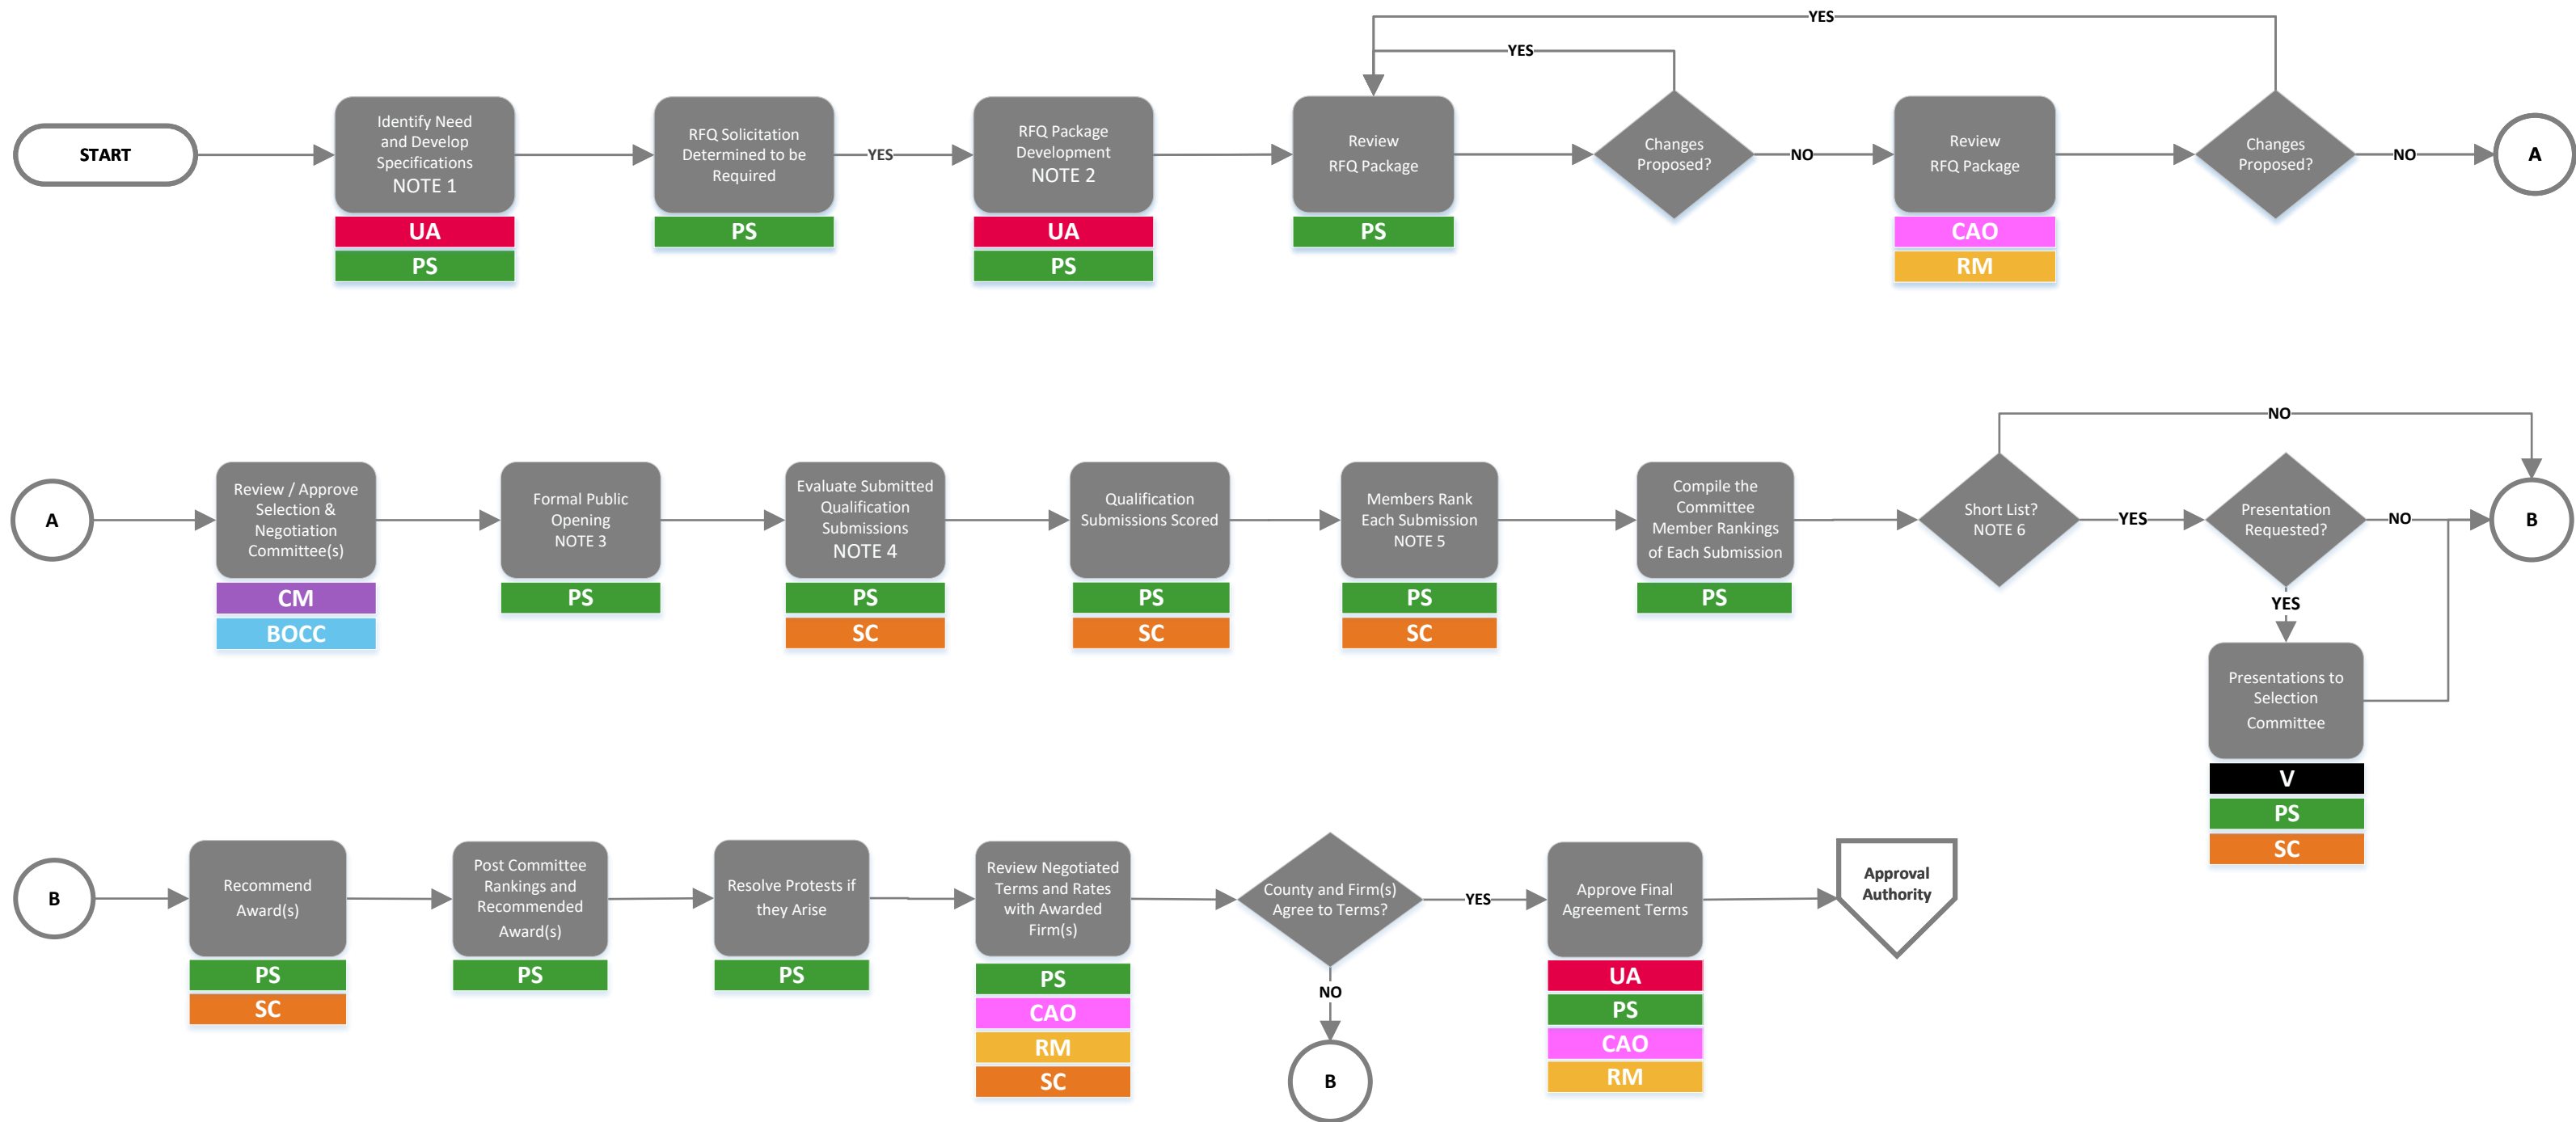 YES
YES
START
Identify Need
and Develop
Specifications
NOTE 1
UA
PS
RFQ Solicitation
Determined to be
Required
PS
YES
RFQ Package
Development
NOTE 2
UA
PS
Review
RFQ Package
PS
Changes
Proposed?
NO
Review
RFQ Package
CAO
RM
Changes
Proposed?
NO
A
A
Review / Approve
Selection &
Negotiation
Committee(s)
CM
BOCC
Formal Public
Opening
NOTE 3
PS
Evaluate Submitted
Qualification
Submissions
NOTE 4
PS
SC
Qualification
Submissions Scored
PS
SC
Members Rank
Each Submission
NOTE 5
PS
SC
Compile the
Committee
Member Rankings
of Each Submission
PS
Short List?
NOTE 6
NO
YES
Presentation
Requested?
NO
B
YES
Presentations to
Selection
Committee
V
PS
SC
B
Recommend
Award(s)
PS
SC
Post Committee
Rankings and
Recommended
Award(s)
PS
Resolve Protests if
they Arise
PS
Review Negotiated
Terms and Rates
with Awarded
Firm(s)
PS
CAO
RM
SC
County and Firm(s)
Agree to Terms?
NO
B
YES
Approve Final
Agreement Terms
UA
PS
CAO
RM
Approval
Authority